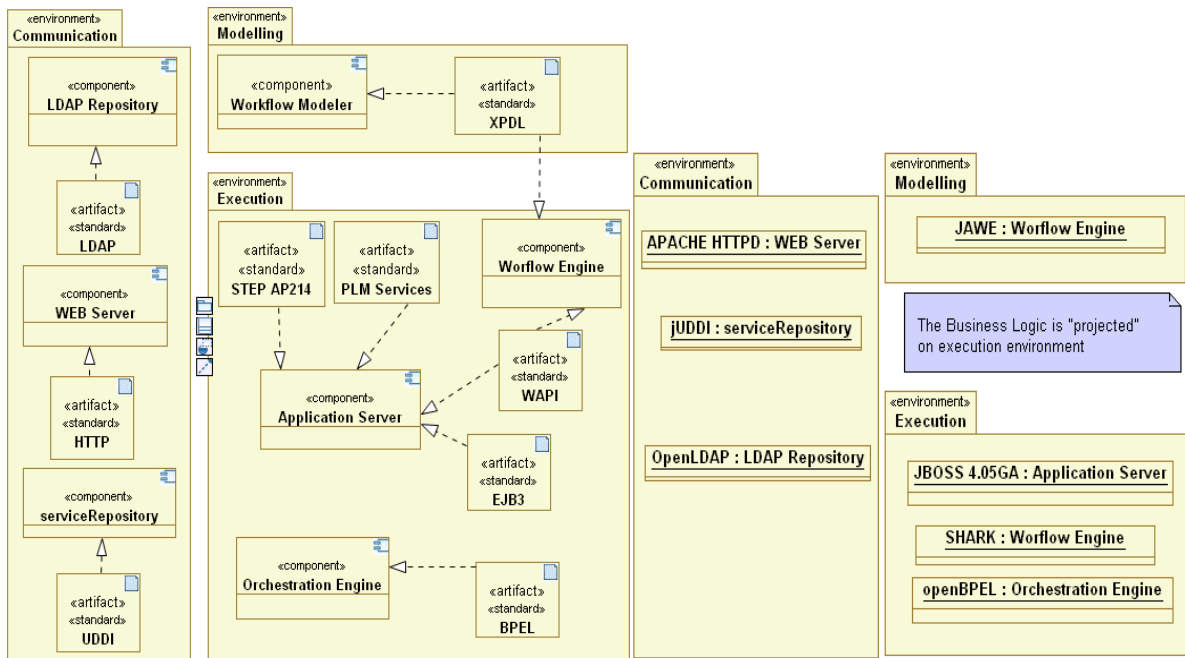 «environment»
Communication
«component»
LDAP Repository
«artifact»
«standard»
LDAP
«component»
WEB Server
«artifact»
«standard»
HTTP
«component»
serviceRepository
«artifact»
«standard»
UDDI
«environment»
Modelling
«component»
Workflow Modeler
«artifact»
«standard»
XPDL
«environment»
Execution
«artifact»
«standard»
STEP AP214
«artifact»
«standard»
PLM Services
«component»
Worflow Engine
«component»
Application Server
«artifact»
«standard»
WAPI
«artifact»
«standard»
EJB3
«component»
Orchestration Engine
«artifact»
«standard»
BPEL
«environment»
Communication
APACHE HTTPD : WEB Server
jUDDI : serviceRepository
OpenLDAP : LDAP Repository
«environment»
Modelling
JAWE : Worflow Engine
The Business Logic is "projected"
on execution environment
«environment»
Execution
JBOSS 4.05GA : Application Server
SHARK : Worflow Engine
openBPEL : Orchestration Engine